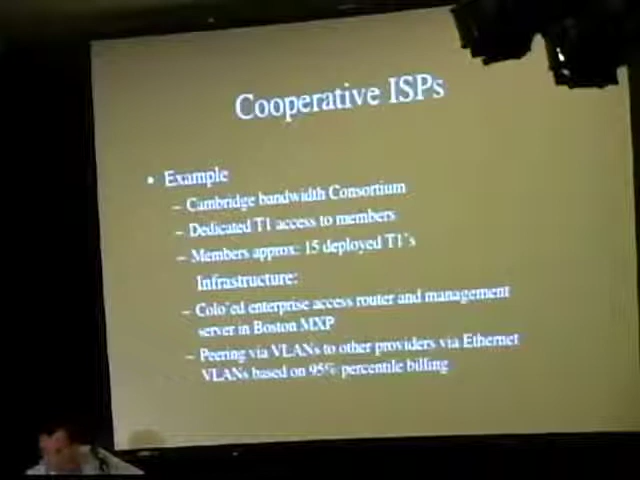 Cooperative ISPs
• Example
– Cambridge bandwidth Consortium
– Dedicated T1 access to members
– Members approx: 15 deployed T1's
Infrastructure:
– Colo'ed enterprise access router and management
server in Boston MXP
– Peering via VLANs to other providers via Ethernet
VLANs based on 95% percentile billing